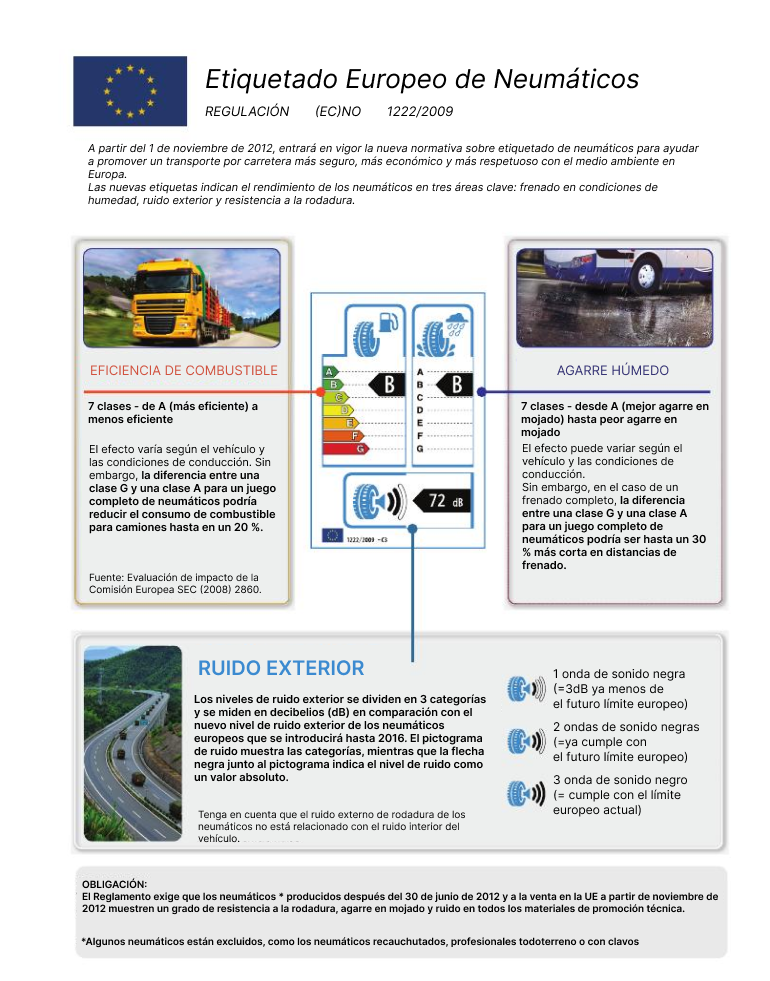 Etiquetado Europeo de Neumáticos
REGULACIÓN (EC)NO 1222/2009
A partir del 1 de noviembre de 2012, entrará en vigor la nueva normativa sobre etiquetado de neumáticos para ayudar
a promover un transporte por carretera más seguro, más económico y más respetuoso con el medio ambiente en
Europa.
Las nuevas etiquetas indican el rendimiento de los neumáticos en tres áreas clave: frenado en condiciones de
humedad, ruido exterior y resistencia a la rodadura.
EFICIENCIA DE COMBUSTIBLE
7 clases - de A (más eficiente) a
menos eficiente
El efecto varía según el vehículo y
las condiciones de conducción. Sin
embargo, la diferencia entre una
clase G y una clase A para un juego
completo de neumáticos podría
reducir el consumo de combustible
para camiones hasta en un 20 %.
Fuente: Evaluación de impacto de la
Comisión Europea SEC (2008) 2860.
A
B
C
D
E
F
G
B
A
B
C
D
E
F
G
B
72 dB
1222/2009 -C3
AGARRE HÚMEDO
7 clases - desde A (mejor agarre en
mojado) hasta peor agarre en
mojado
El efecto puede variar según el
vehículo y las condiciones de
conducción.
Sin embargo, en el caso de un
frenado completo, la diferencia
entre una clase G y una clase A
para un juego completo de
neumáticos podría ser hasta un 30
% más corta en distancias de
frenado.
RUIDO EXTERIOR
Los niveles de ruido exterior se dividen en 3 categorías
y se miden en decibelios (dB) en comparación con el
nuevo nivel de ruido exterior de los neumáticos
europeos que se introducirá hasta 2016. El pictograma
de ruido muestra las categorías, mientras que la flecha
negra junto al pictograma indica el nivel de ruido como
un valor absoluto.
Tenga en cuenta que el ruido externo de rodadura de los
neumáticos no está relacionado con el ruido interior del
vehículo.
1 onda de sonido negra
(=3dB ya menos de
el futuro límite europeo)
2 ondas de sonido negras
(=ya cumple con
el futuro límite europeo)
3 onda de sonido negro
(= cumple con el límite
europeo actual)
OBLIGACIÓN:
El Reglamento exige que los neumáticos * producidos después del 30 de junio de 2012 y a la venta en la UE a partir de noviembre de
2012 muestren un grado de resistencia a la rodadura, agarre en mojado y ruido en todos los materiales de promoción técnica.
*Algunos neumáticos están excluidos, como los neumáticos recauchutados, profesionales todoterreno o con clavos